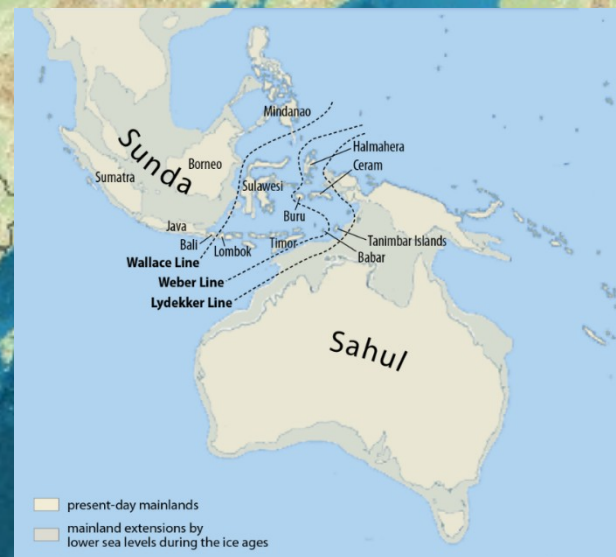 Mindanao
Halmahera
Ceram
Sunda
Borneo
Sumatra
Sulawesi
Buru
Java
Tanimbar Islands
Bali
Lombok
Timor
Babar
Wallace Line
Weber Line
Lydekker Line
Sahul
present-day mainlands
mainland extensions by
lower sea levels during the ice ages